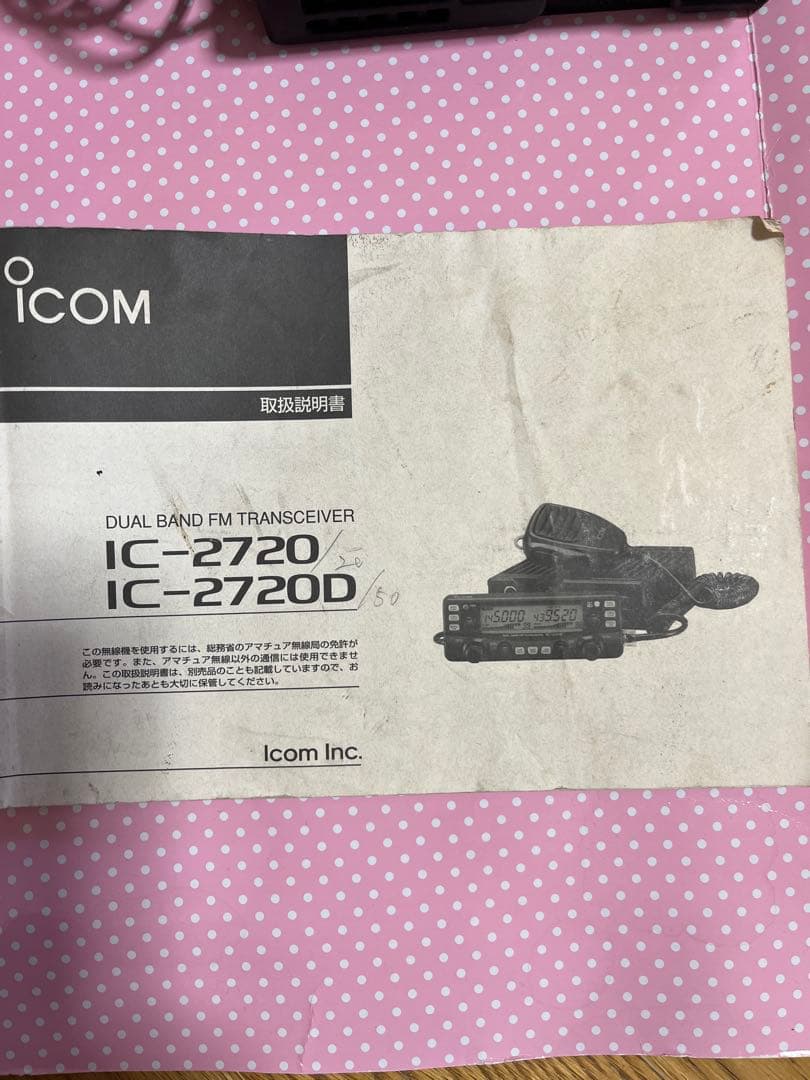 ICOM
取扱説明書
DUAL BAND FM TRANSCEIVER
IC-2720/20
IC-2720D/50
この無線機を使用するには、総務省のアマチュア無線局の免許が
必要です。また、アマチュア無線以外の通信には使用できませ
ん。この取扱説明書は、別売品のことも記載していますので、お
読みになったあとも大切に保管してください。
Icom Inc.
145.000 439.520